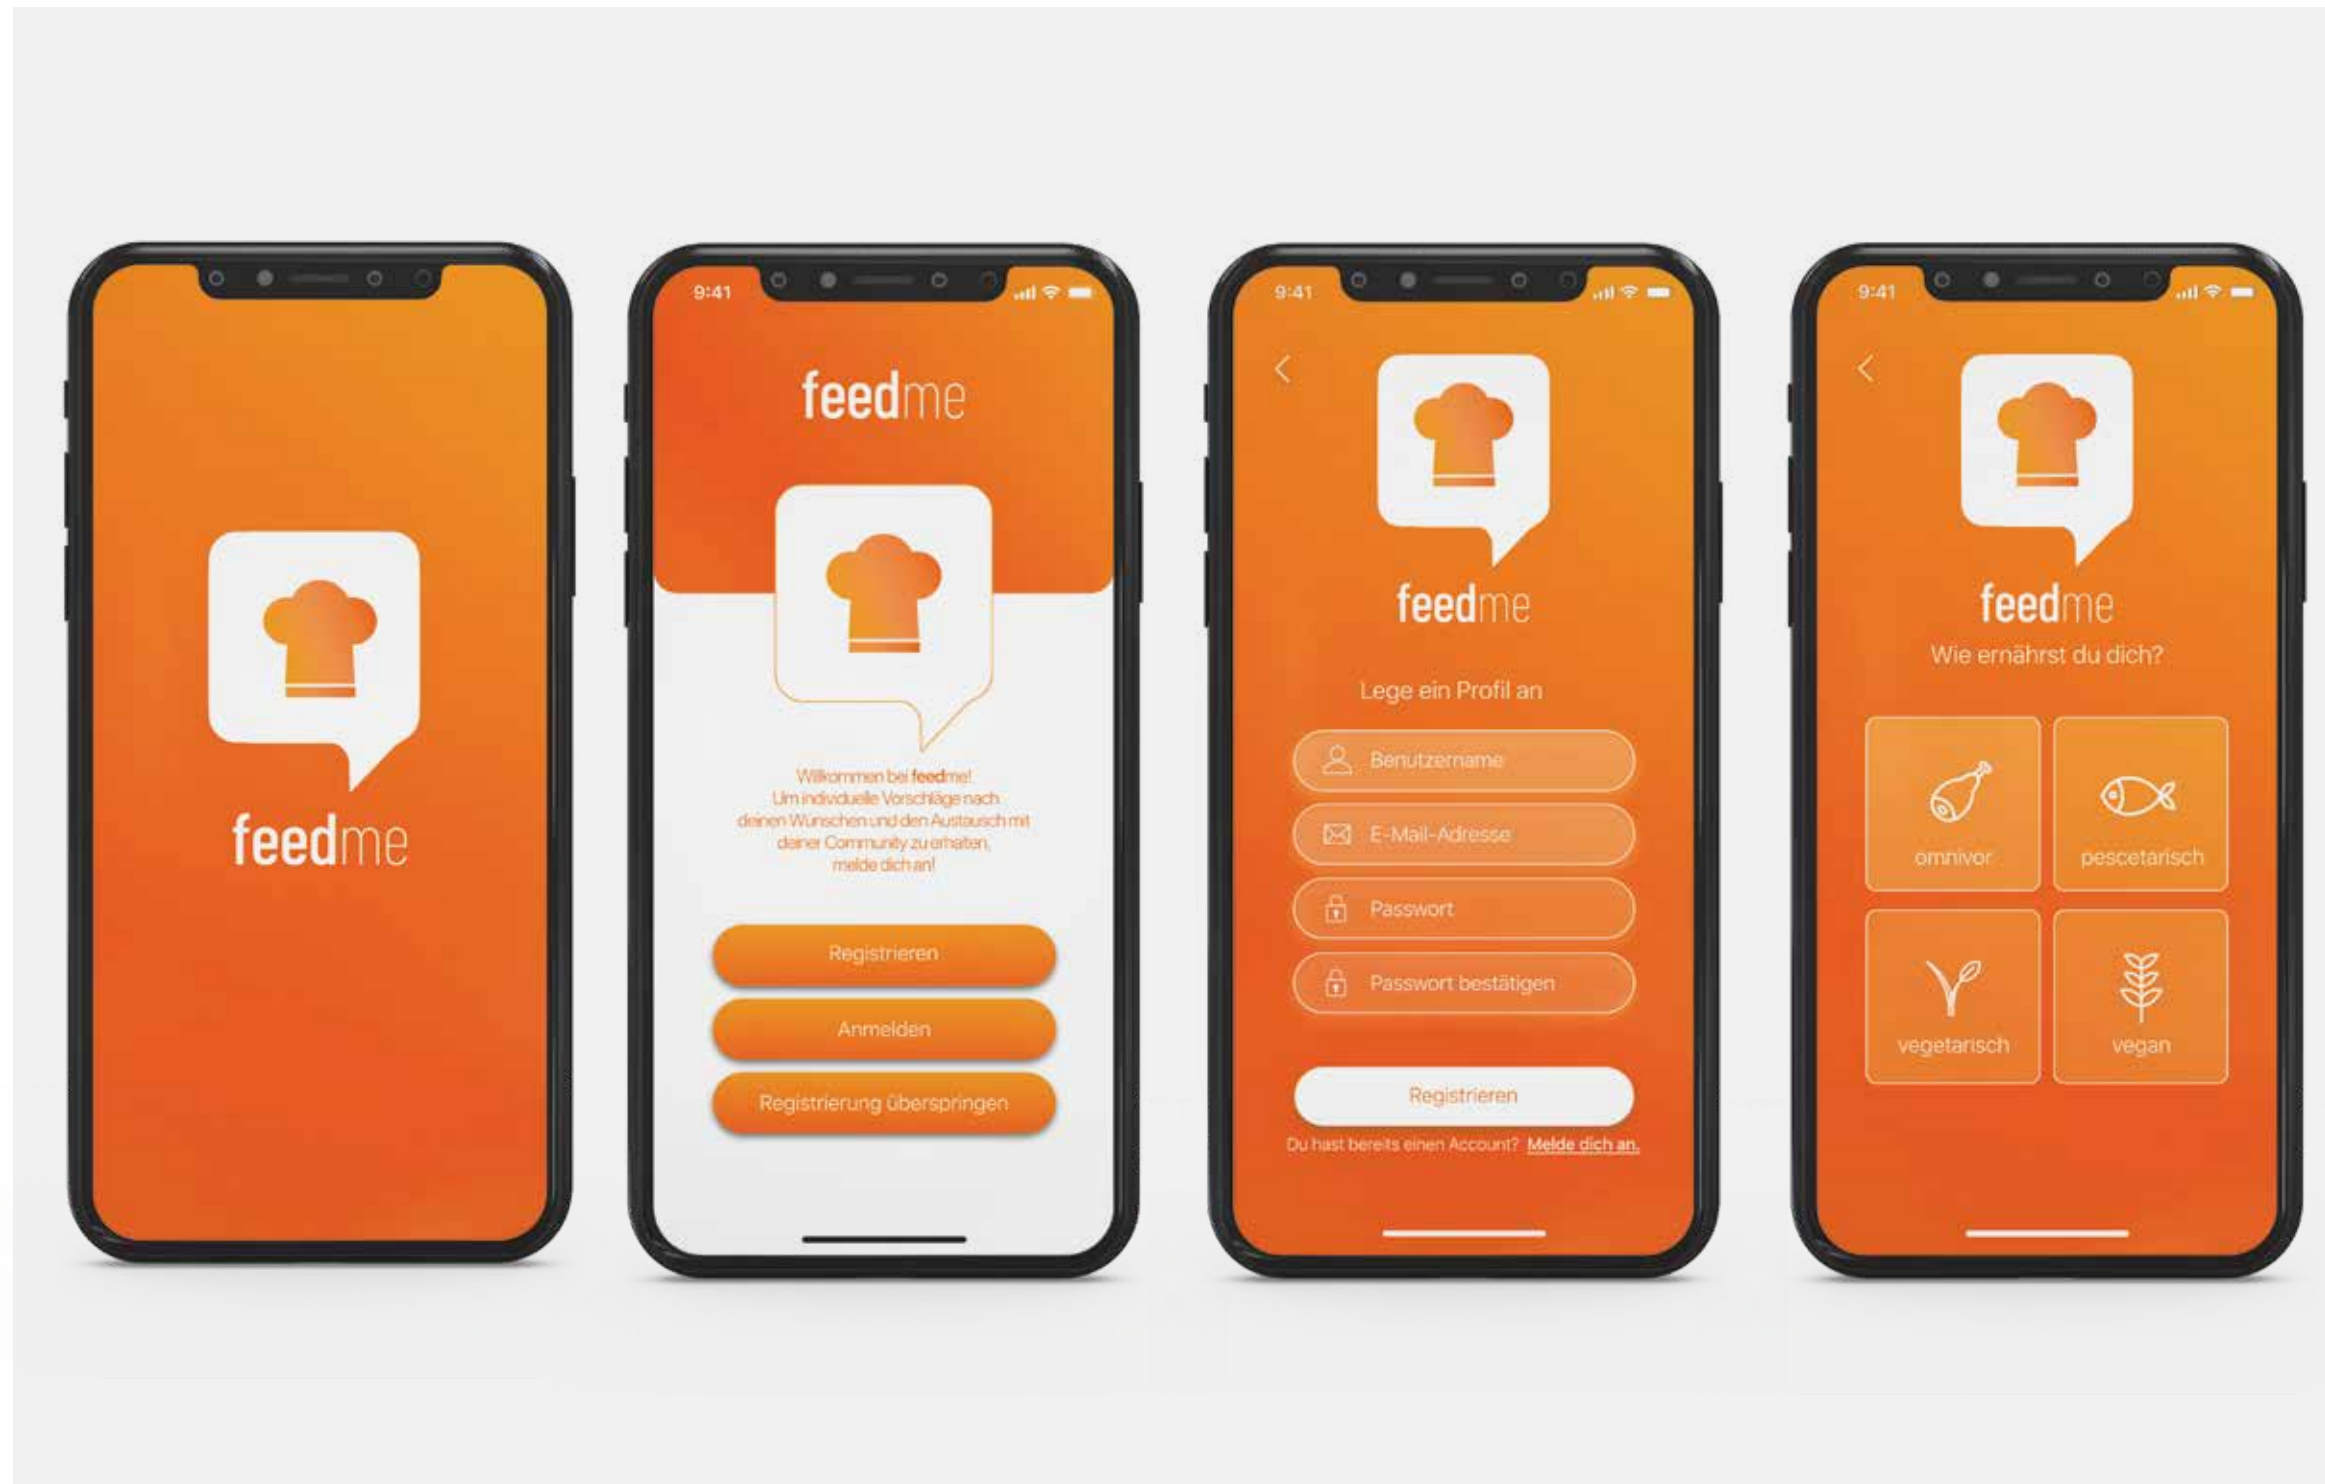 feedme
9:41
feedme
Willkommen bei feedme!
Um individuelle Vorschläge nach
deinen Wünschen und den Austausch mit
deiner Community zu erhalten,
melde dich an!
Registrieren
Anmelden
Registrierung überspringen
9:41
feedme
Lege ein Profil an
Benutzername
E-Mail-Adresse
Passwort
Passwort bestätigen
Registrieren
Du hast bereits einen Account? Melde dich an.
9:41
feedme
Wie ernährst du dich?
omnivor
pescetarisch
vegetarisch
vegan